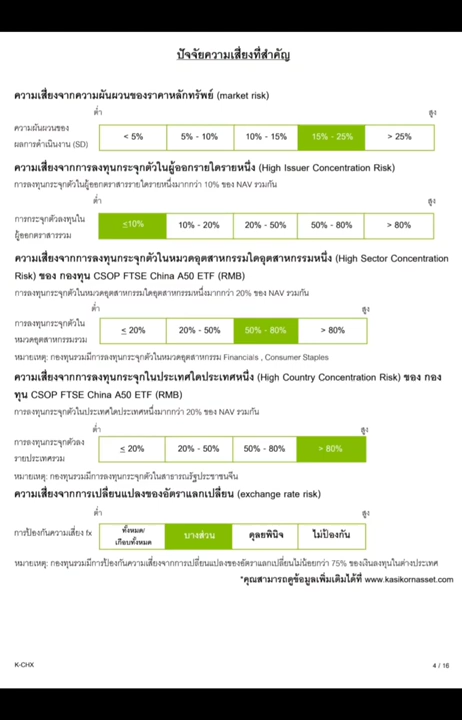 ปัจจัยความเสี่ยงที่สำคัญ
ความเสี่ยงจากความผันผวนของราคาหลักทรัพย์ (market risk)
ต่ำ สูง
ความผันผวนของ
ผลการดำเนินงาน (SD)
< 5% 5% - 10% 10% - 15% 15% - 25% > 25%
ความเสี่ยงจากการลงทุนกระจุกตัวในผู้ออกรายใดรายหนึ่ง (High Issuer Concentration Risk)
การลงทุนกระจุกตัวในผู้ออกตราสารรายใดรายหนึ่งมากกว่า 10% ของ NAV รวมกัน
ต่ำ สูง
การกระจุกตัวลงทุนใน
ผู้ออกตราสารรวม
≤10% 10% - 20% 20% - 50% 50% - 80% > 80%
ความเสี่ยงจากการลงทุนกระจุกตัวในหมวดอุตสาหกรรมใดอุตสาหกรรมหนึ่ง (High Sector Concentration
Risk) ของ กองทุน CSOP FTSE China A50 ETF (RMB)
การลงทุนกระจุกตัวในหมวดอุตสาหกรรมใดอุตสาหกรรมหนึ่งมากกว่า 20% ของ NAV รวมกัน
ต่ำ สูง
การลงทุนกระจุกตัวใน
หมวดอุตสาหกรรมรวม
≤ 20% 20% - 50% 50% - 80% > 80%
หมายเหตุ: กองทุนรวมมีการลงทุนกระจุกตัวในหมวดอุตสาหกรรม Financials , Consumer Staples
ความเสี่ยงจากการลงทุนกระจุกในประเทศใดประเทศหนึ่ง (High Country Concentration Risk) ของ กอง
ทุน CSOP FTSE China A50 ETF (RMB)
การลงทุนกระจุกตัวในประเทศใดประเทศหนึ่งมากกว่า 20% ของ NAV รวมกัน
ต่ำ สูง
การลงทุนกระจุกตัวลง
รายประเทศรวม
≤ 20% 20% - 50% 50% - 80% > 80%
หมายเหตุ: กองทุนรวมมีการลงทุนกระจุกตัวในสาธารณรัฐประชาชนจีน
ความเสี่ยงจากการเปลี่ยนแปลงของอัตราแลกเปลี่ยน (exchange rate risk)
ต่ำ สูง
การป้องกันความเสี่ยง fx
ทั้งหมด/
เกือบทั้งหมด บางส่วน ดุลยพินิจ ไม่ป้องกัน
หมายเหตุ: กองทุนรวมมีการป้องกันความเสี่ยงจากการเปลี่ยนแปลงของอัตราแลกเปลี่ยนไม่น้อยกว่า 75% ของเงินลงทุนในต่างประเทศ
*คุณสามารถดูข้อมูลเพิ่มเติมได้ที่ www.kasikornasset.com
K-CHX 4 / 16